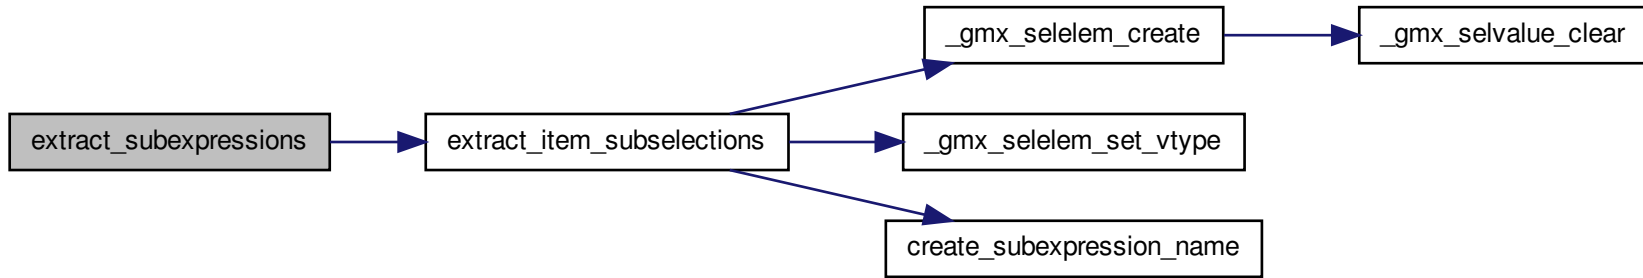 _gmx_selelem_create
_gmx_selvalue_clear
extract_subexpressions
extract_item_subselections
_gmx_selelem_set_vtype
create_subexpression_name